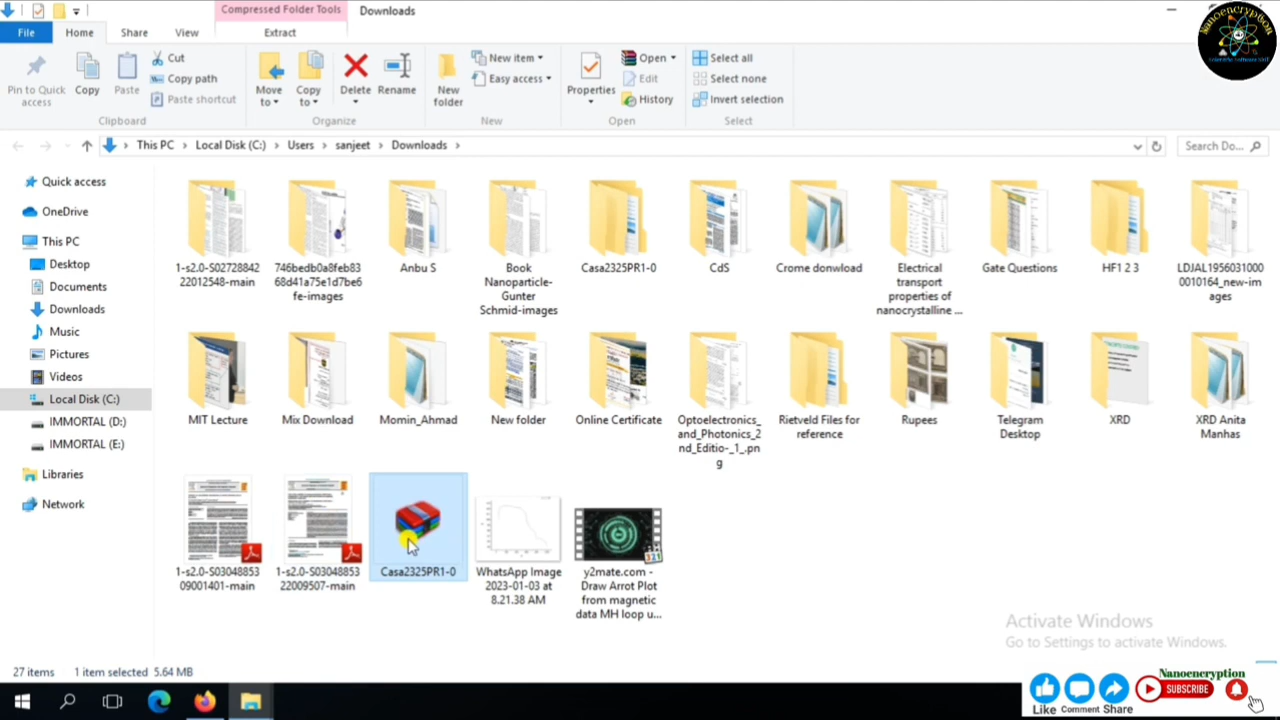 Compressed Folder Tools
Downloads
Nanoencryption
File
Home
Share
View
Extract
Pin to Quick access
Copy
Paste
Cut
Copy path
Paste shortcut
Clipboard
Move to
Copy to
Delete
Rename
Organize
New folder
New item
Easy access
New
Properties
Open
Edit
History
Open
Select all
Select none
Invert selection
Select
This PC
Local Disk (C:)
Users
sanjeet
Downloads
Search Do...
Quick access
OneDrive
This PC
Desktop
Documents
Downloads
Music
Pictures
Videos
Local Disk (C:)
IMMORTAL (D:)
IMMORTAL (E:)
Libraries
Network
1-s2.0-S02728842
22012548-main
746bedb0a8feb83
68d41a75e1d7be6
fe-images
Anbu S
Book
Nanoparticle-
Gunter
Schmid-images
Casa2325PR1-0
CdS
Crome donwload
Electrical
transport
properties of
nanocrystalline ...
Gate Questions
HF1 2 3
LDJAL1956031000
0010164_new-im
ages
MIT Lecture
Mix Download
Momin_Ahmad
New folder
Online Certificate
Optoelectronics_
and_Photonics_2
nd_Editio-_1_.pn
g
Rietveld Files for
reference
Rupees
Telegram
Desktop
XRD
XRD Anita
Manhas
1-s2.0-S03048853
09001401-main
1-s2.0-S03048853
22009507-main
Casa2325PR1-0
WhatsApp Image
2023-01-03 at
8.21.38 AM
y2mate.com -
Draw Arrot Plot
from magnetic
data MH loop u...
Activate Windows
Go to Settings to activate Windows.
27 items
1 item selected 5.64 MB
Nanoencryption
SUBSCRIBE
Like
Comment
Share